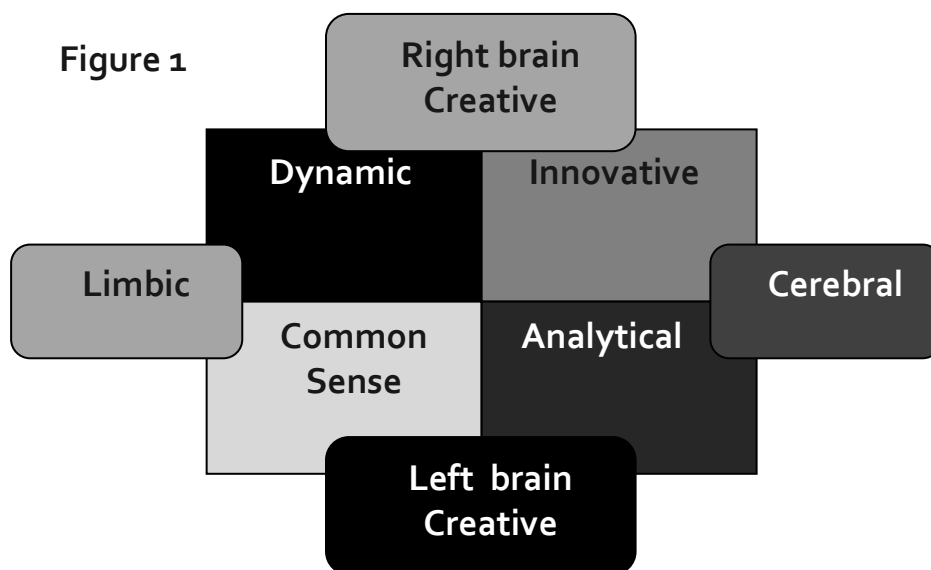 Figure 1
Right brain
Creative
Dynamic
Innovative
Limbic
Cerebral
Common
Sense
Analytical
Left brain
Creative